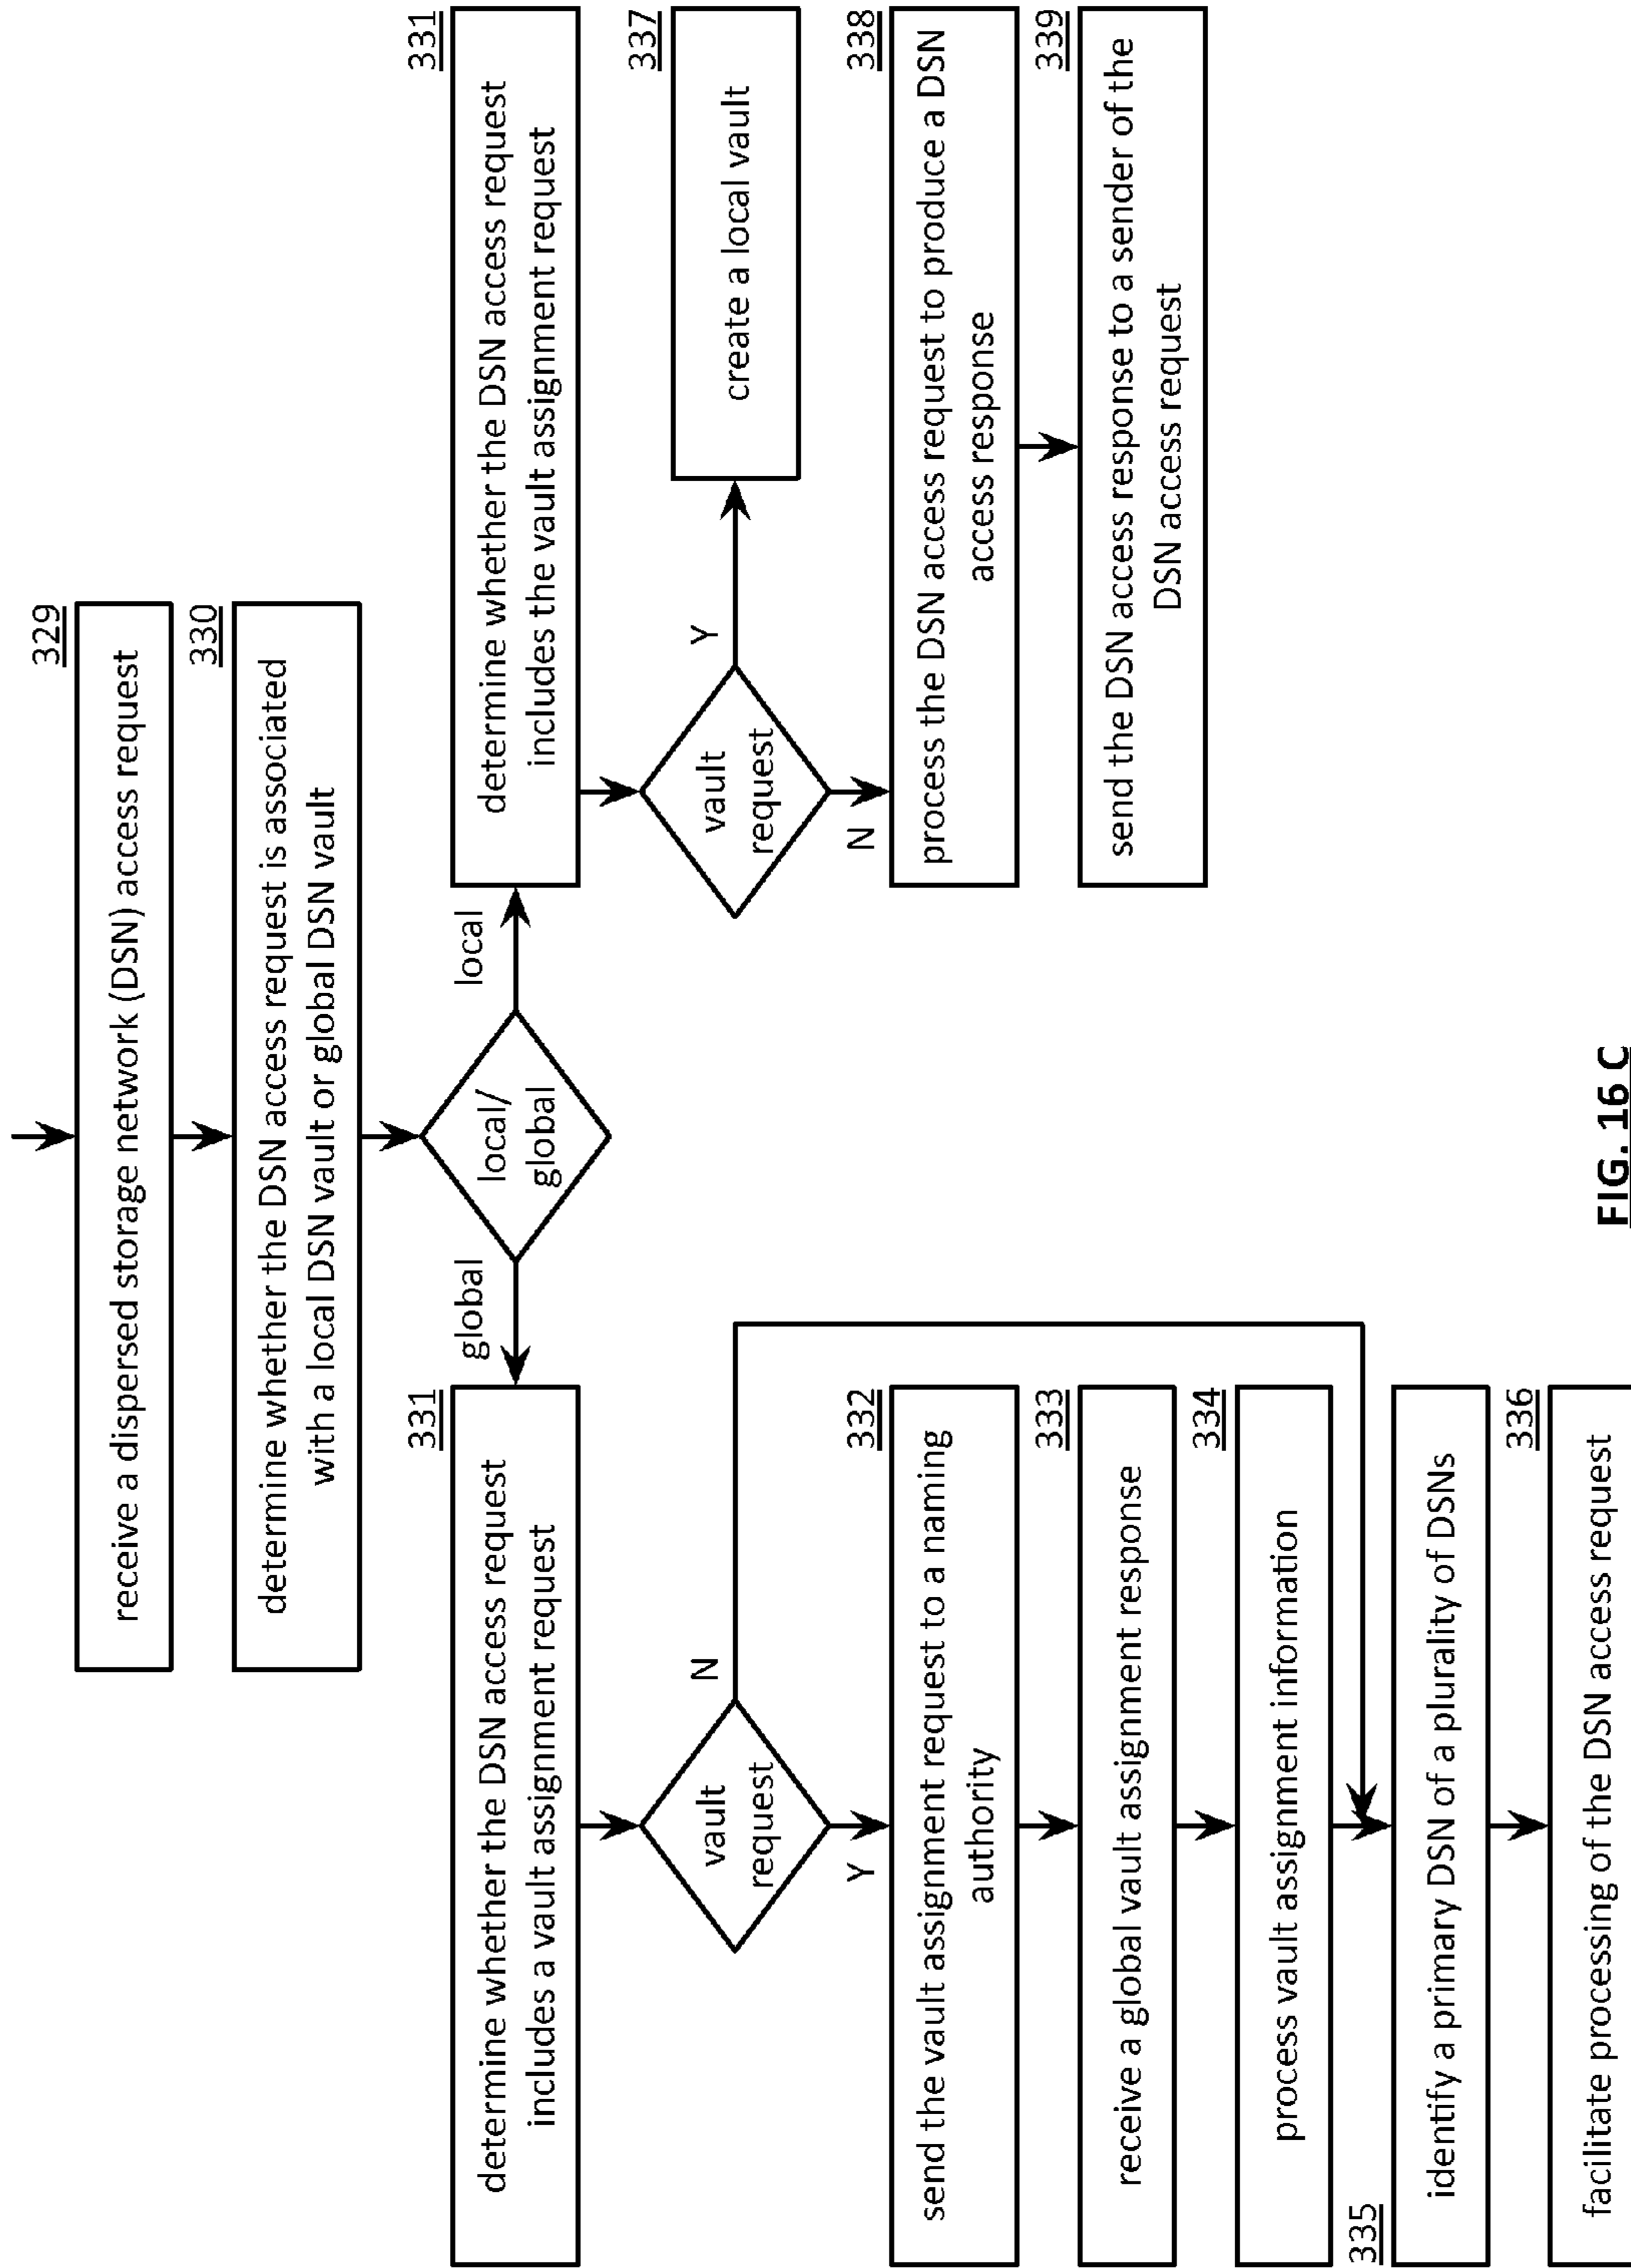 329
receive a dispersed storage network (DSN) access request
330
determine whether the DSN access request is associated
with a local DSN vault or global DSN vault
local/
global
global
local
331
determine whether the DSN access request
includes a vault assignment request
vault
request
N
Y
332
send the vault assignment request to a naming
authority
333
receive a global vault assignment response
334
process vault assignment information
335
identify a primary DSN of a plurality of DSNs
336
facilitate processing of the DSN access request
331
determine whether the DSN access request
includes the vault assignment request
vault
request
Y
N
337
create a local vault
338
process the DSN access request to produce a DSN
access response
339
send the DSN access response to a sender of the
DSN access request
FIG. 16 C